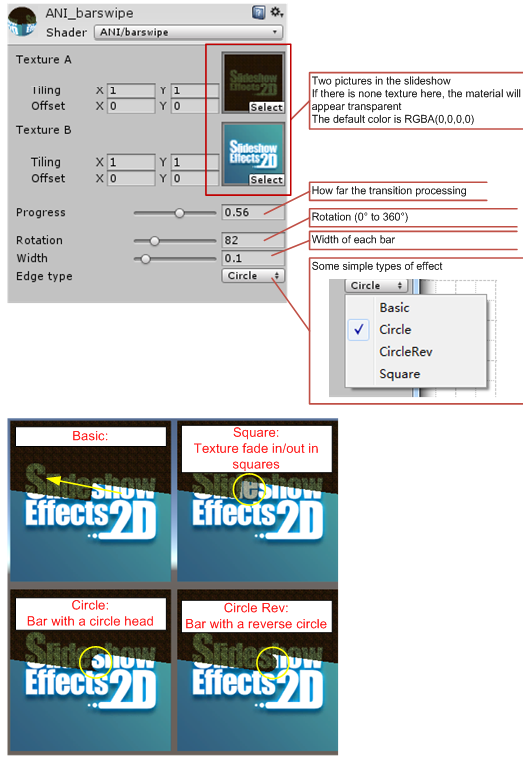 ANI_barswipe
Shader ANI/barswipe
Texture A
Tiling X 1 Y 1
Offset X 0 Y 0
Select
Texture B
Slideshow
Effects 2D
Tiling X 1 Y 1
Offset X 0 Y 0
Select
Progress 0.56
Rotation 82
Width 0.1
Edge type Circle
Two pictures in the slideshow
If there is none texture here, the material will
appear transparent
The default color is RGBA(0,0,0,0)
How far the transition processing
Rotation (0° to 360°)
Width of each bar
Some simple types of effect
Circle
Basic
Circle
CircleRev
Square
Basic:
Slideshow
Effects 2D
Square:
Texture fade in/out in
squares
Slideshow
Effects 2D
Circle:
Bar with a circle head
Slideshow
Effects 2D
Circle Rev:
Bar with a reverse circle
Slideshow
Effects 2D